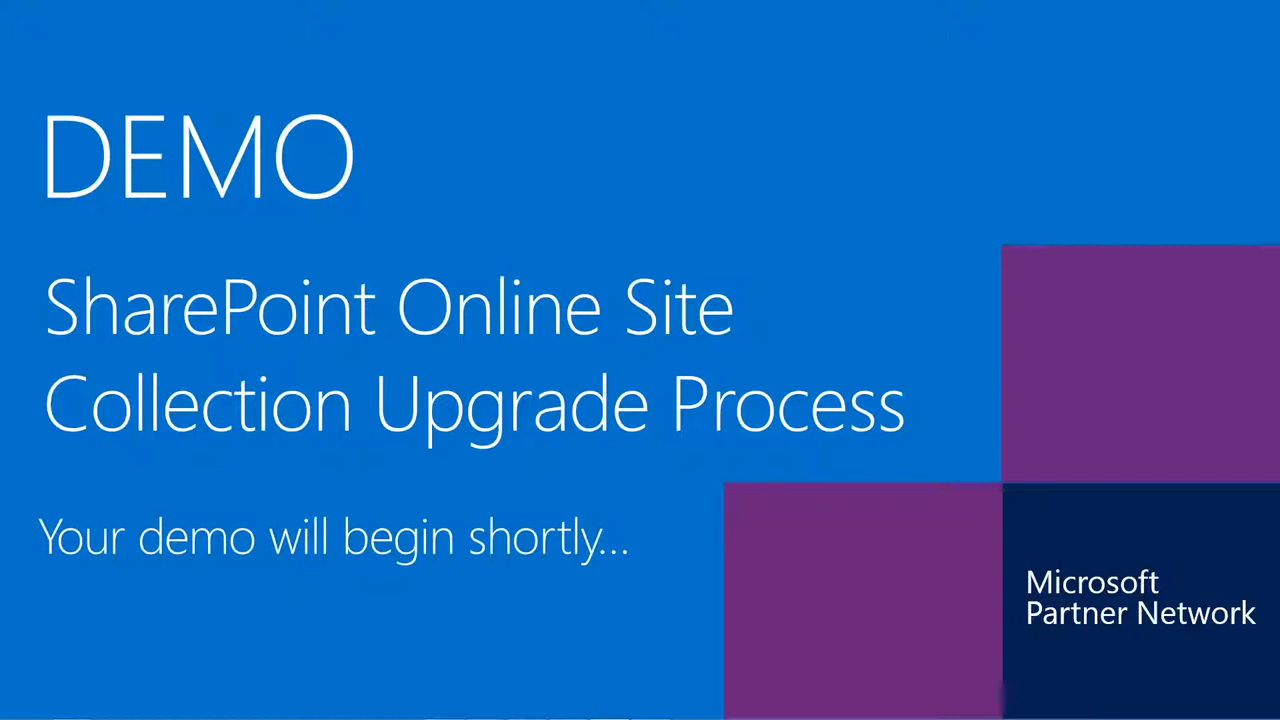 DEMO
SharePoint Online Site
Collection Upgrade Process
Your demo will begin shortly...
Microsoft
Partner Network